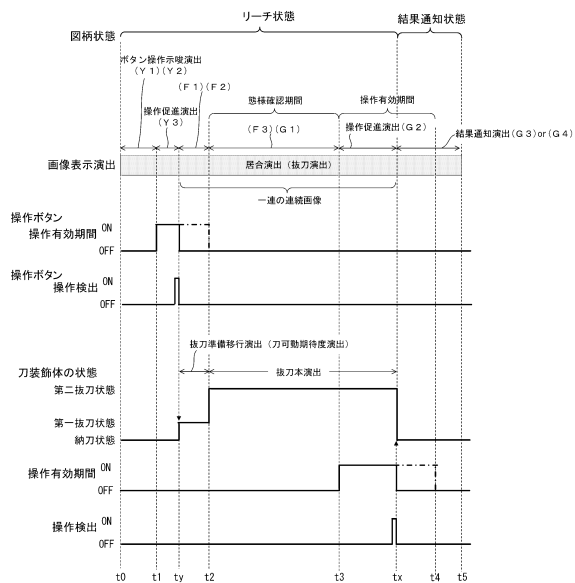 リーチ状態
結果通知状態
図柄状態
ボタン操作示唆演出
(Y1)(Y2)
(F1)(F2)
操作促進演出
(Y3)
態様確認期間
操作有効期間
(F3)(G1)
操作促進演出(G2)
結果通知演出(G3)or(G4)
画像表示演出
居合演出(抜刀演出)
一連の連続画像
操作ボタン
操作有効期間
ON
OFF
操作ボタン
操作検出
ON
OFF
抜刀準備移行演出(刀可動期待度演出)
刀装飾体の状態
抜刀本演出
第二抜刀状態
第一抜刀状態
納刀状態
操作有効期間
ON
OFF
操作検出
ON
OFF
t0 t1 ty t2 t3 tx t4 t5